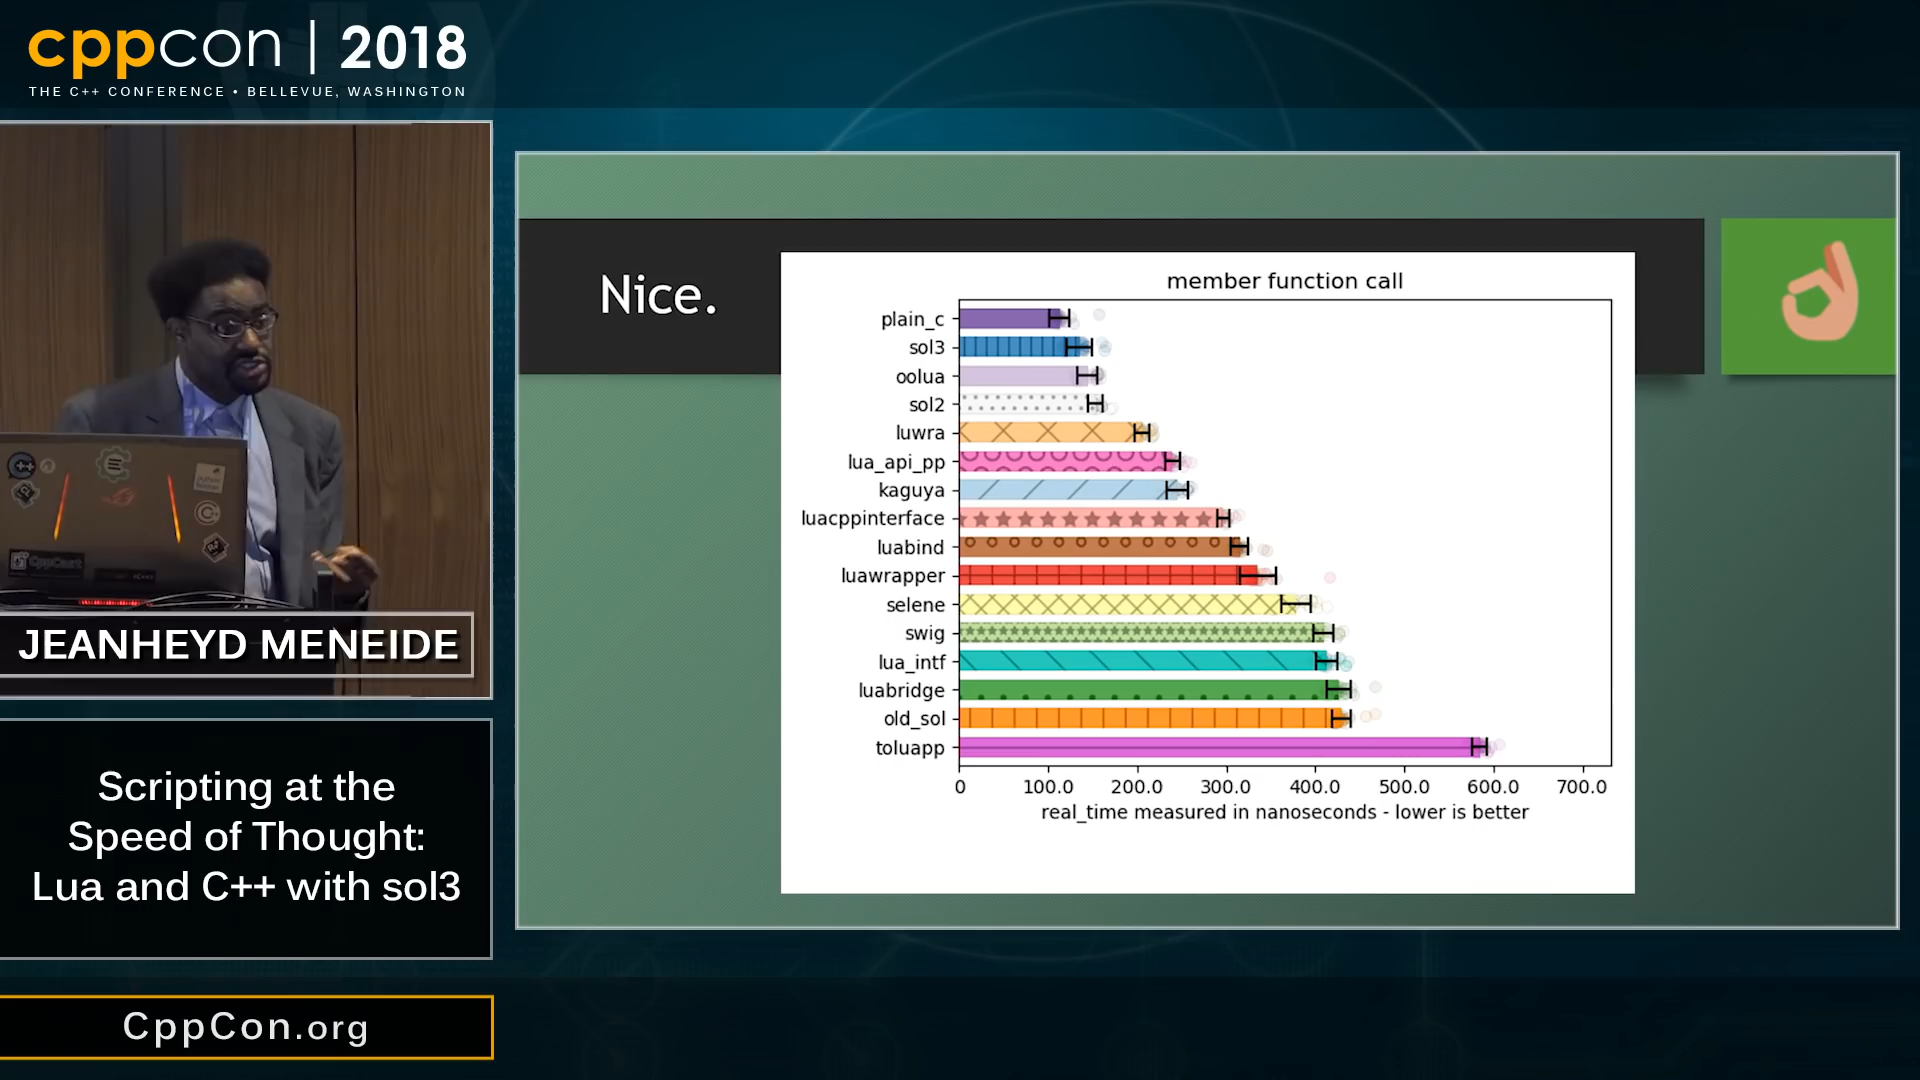 cppcon | 2018
THE C++ CONFERENCE • BELLEVUE, WASHINGTON
JEANHEYD MENEIDE
Scripting at the
Speed of Thought:
Lua and C++ with sol3
CppCon.org
Nice.
member function call
plain_c
sol3
oolua
sol2
luwra
lua_api_pp
kaguya
luacppinterface
luabind
luawrapper
selene
swig
lua_intf
luabridge
old_sol
toluapp
0 100.0 200.0 300.0 400.0 500.0 600.0 700.0
real_time measured in nanoseconds - lower is better
CppCast